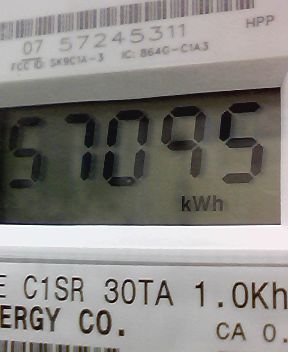 HPP
07 57245311
FCC ID: SK9C1A-3 IC: 864G-C1A3
57095
kWh
E C1SR 30TA 1.0Kh
ERGY CO.
CA 0.